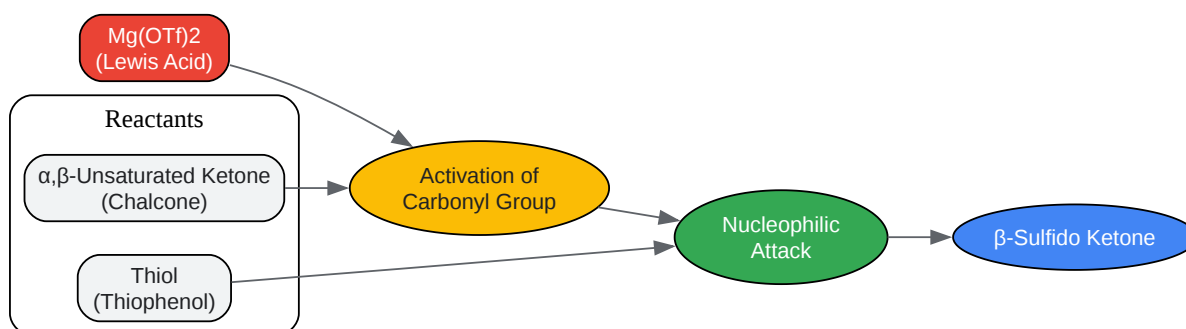 Mg(OTf)2
(Lewis Acid)
Reactants
α,β-Unsaturated Ketone
(Chalcone)
Thiol
(Thiophenol)
Activation of
Carbonyl Group
Nucleophilic
Attack
β-Sulfido Ketone